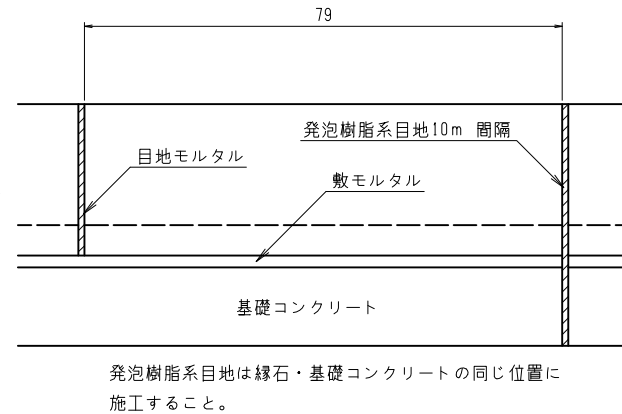 79
発泡樹脂系目地10m 間隔
目地モルタル
敷モルタル
基礎コンクリート
発泡樹脂系目地は縁石・基礎コンクリートの同じ位置に
施工すること。